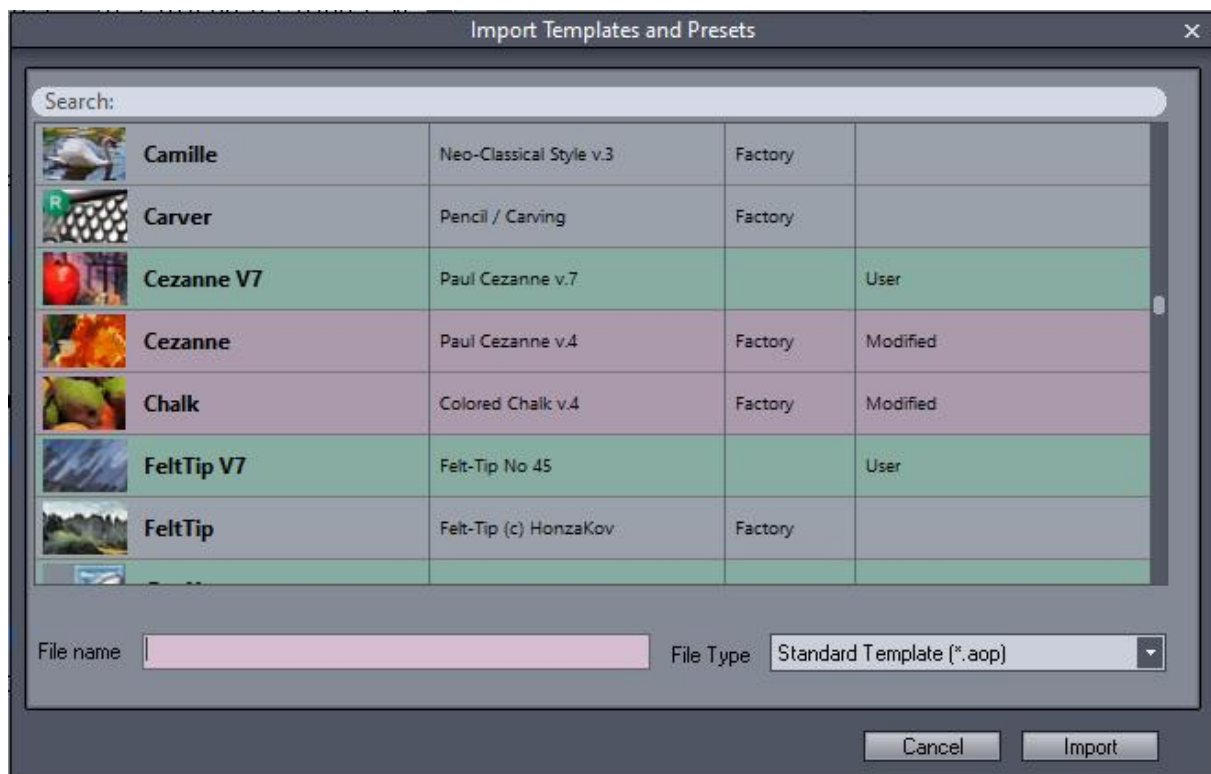 Import Templates and Presets
Search:
Camille Neo-Classical Style v.3 Factory
R
Carver Pencil / Carving Factory
Cezanne V7 Paul Cezanne v.7 User
Cezanne Paul Cezanne v.4 Factory Modified
Chalk Colored Chalk v.4 Factory Modified
FeltTip V7 Felt-Tip No 45 User
FeltTip Felt-Tip (c) HonzaKov Factory
File name File Type Standard Template (*.aop)
Cancel Import